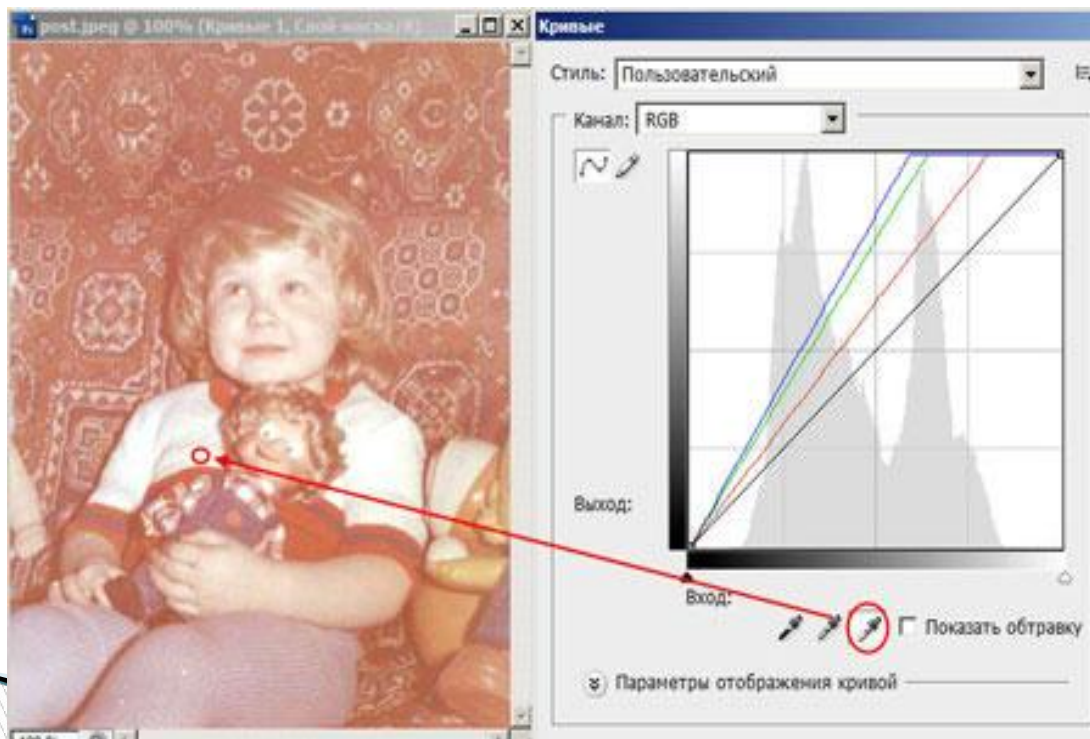 post.jpeg @ 100% (Кривые 1, Слой-маска/8)
Кривые
Стиль: Пользовательский
Канал: RGB
Выход:
Вход:
Показать обтравку
Параметры отображения кривой